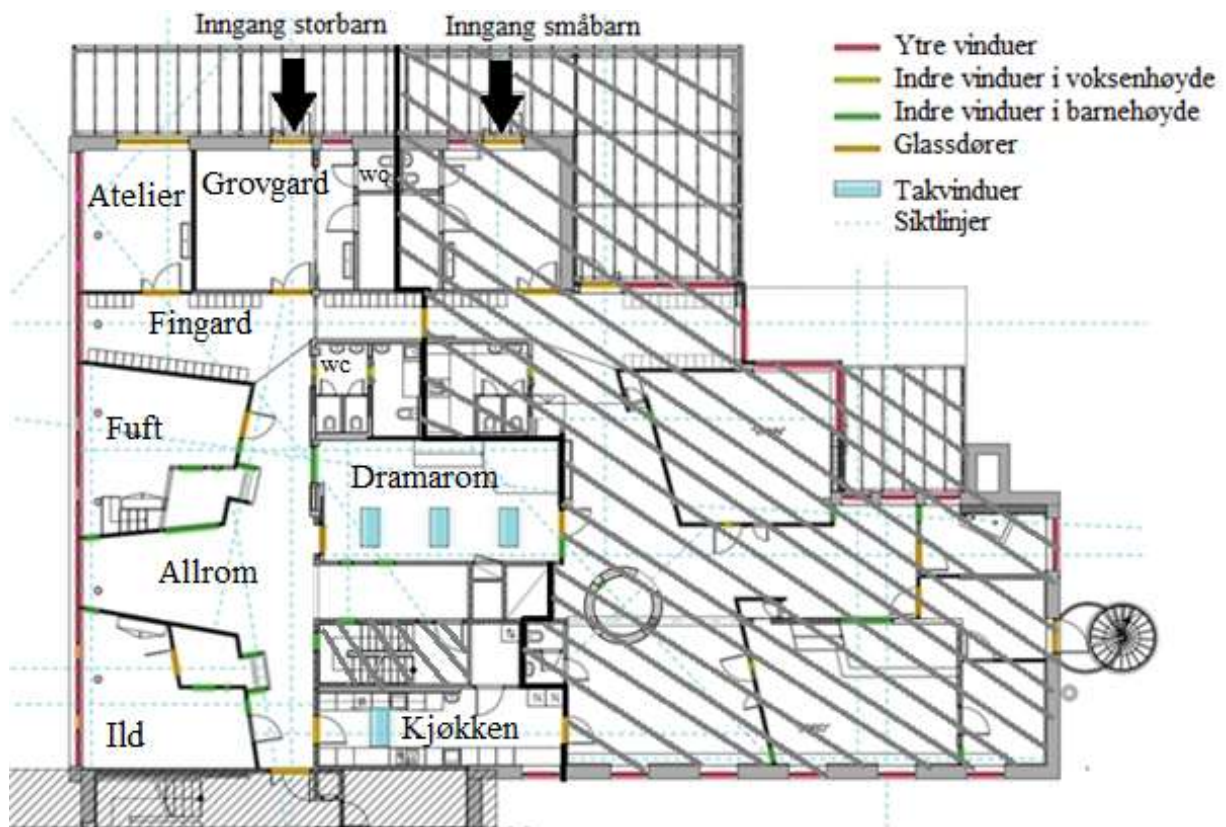 Inngang storbarn
Inngang småbarn
Ytre vinduer
Indre vinduer i voksenhøyde
Indre vinduer i barnehøyde
Glassdører
Takvinduer
Siktlinjer
Atelier
Grovgard
wc
Fingard
wc
Fuft
Dramarom
Allrom
Ild
Kjøkken